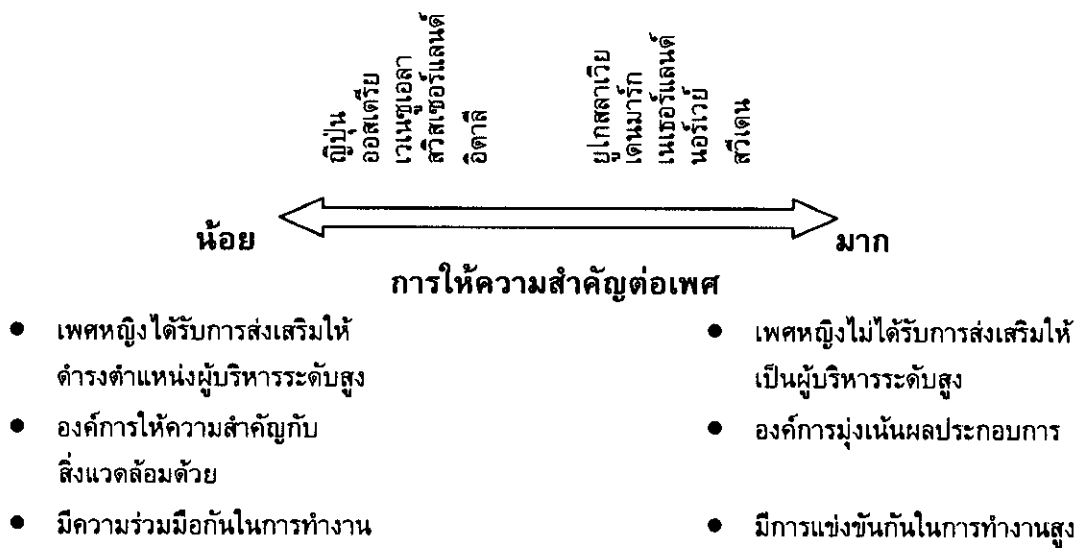 ญี่ปุ่น
ออสเตรีย
เวเนซูเอลา
สวิสเซอร์แลนด์
อิตาลี
ยูโกสลาเวีย
เดนมาร์ก
เนเธอร์แลนด์
นอร์เวย์
สวีเดน
น้อย
มาก
การให้ความสำคัญต่อเพศ
● เพศหญิงได้รับการส่งเสริมให้
ดำรงตำแหน่งผู้บริหารระดับสูง
● องค์การให้ความสำคัญกับ
สิ่งแวดล้อมด้วย
● มีความร่วมมือกันในการทำงาน
● เพศหญิงไม่ได้รับการส่งเสริมให้
เป็นผู้บริหารระดับสูง
● องค์การมุ่งเน้นผลประกอบการ
● มีการแข่งขันกันในการทำงานสูง